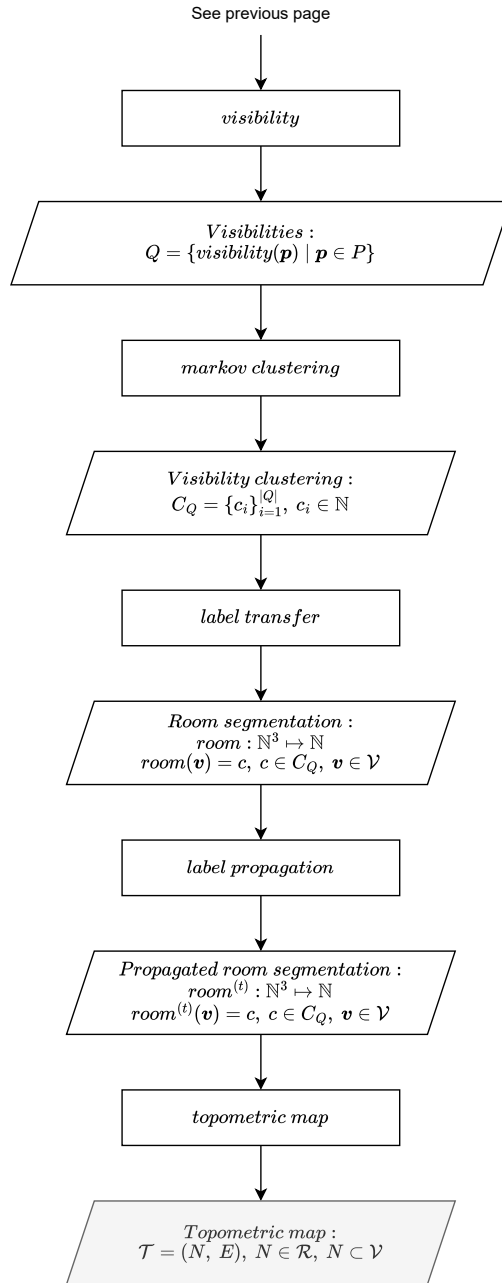 See previous page
visibility
Visibilities :
Q = {visibility(p) | p ∈ P}
markov clustering
Visibility clustering :
C_Q = {c_i}_{i=1}^{|Q|}, c_i ∈ ℕ
label transfer
Room segmentation :
room : ℕ³ ↦ ℕ
room(v) = c, c ∈ C_Q, v ∈ 𝒱
label propagation
Propagated room segmentation :
room^{(t)} : ℕ³ ↦ ℕ
room^{(t)}(v) = c, c ∈ C_Q, v ∈ 𝒱
topometric map
Topometric map :
𝒯 = (N, E), N ∈ ℛ, N ⊂ 𝒱